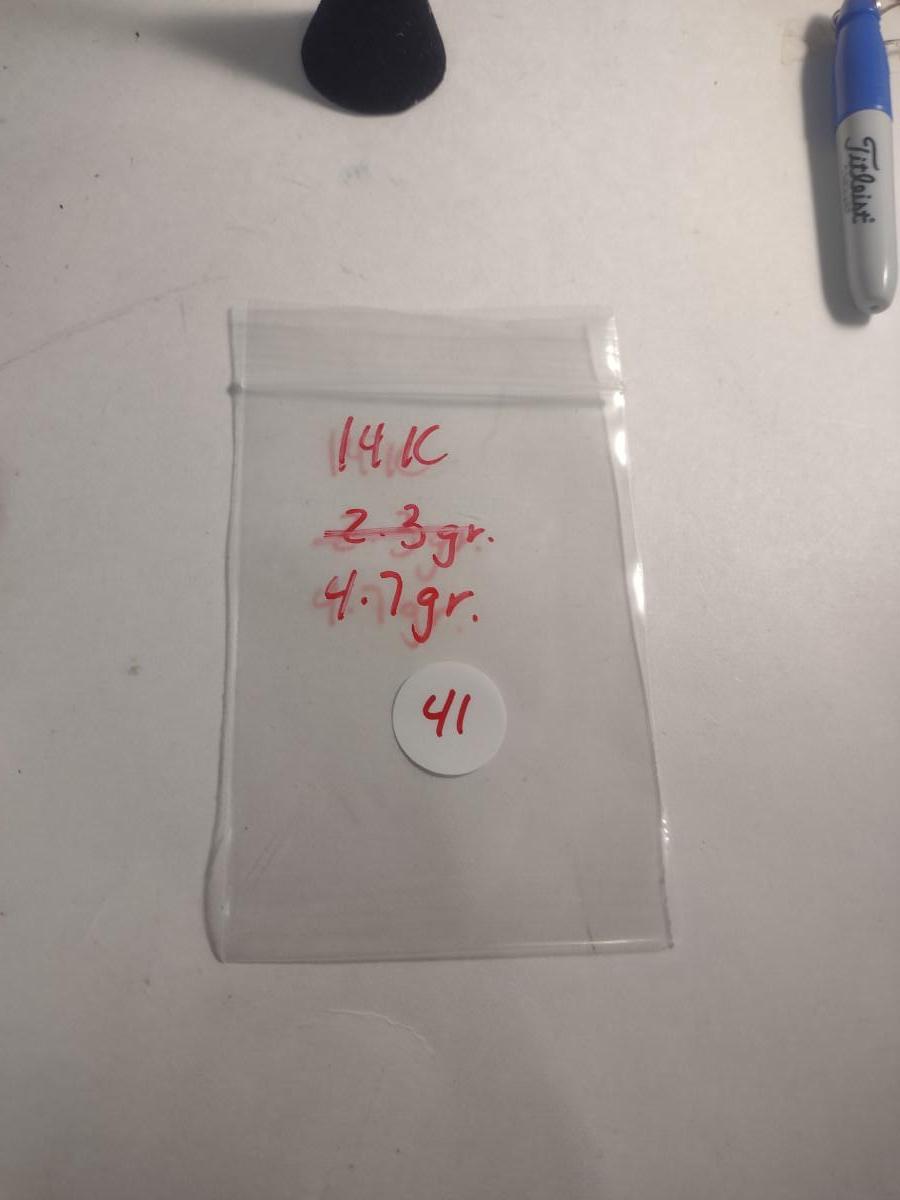 Titleist
14K
2.3gr.
4.7gr.
41